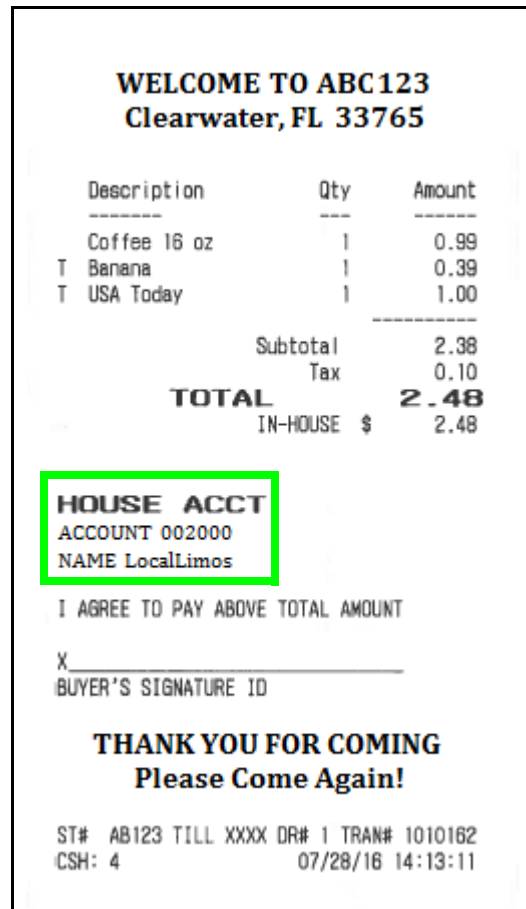 WELCOME TO ABC123
Clearwater, FL 33765
Description Qty Amount
------- --- ------
Coffee 16 oz 1 0.99
T Banana 1 0.39
T USA Today 1 1.00
----------
Subtotal 2.38
Tax 0.10
TOTAL 2.48
IN-HOUSE $ 2.48
HOUSE ACCT
ACCOUNT 002000
NAME LocalLimos
I AGREE TO PAY ABOVE TOTAL AMOUNT
X_________________________________
BUYER'S SIGNATURE ID
THANK YOU FOR COMING
Please Come Again!
ST# AB123 TILL XXXX DR# 1 TRAN# 1010162
CSH: 4 07/28/16 14:13:11